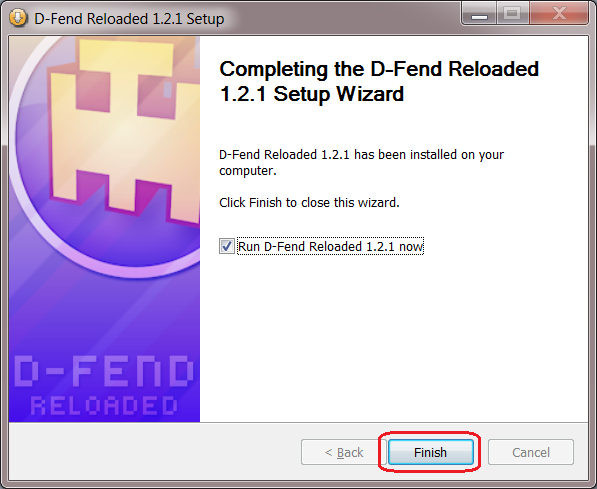 D-Fend Reloaded 1.2.1 Setup
Completing the D-Fend Reloaded
1.2.1 Setup Wizard
D-Fend Reloaded 1.2.1 has been installed on your
computer.
Click Finish to close this wizard.
Run D-Fend Reloaded 1.2.1 now
D-FEND
RELOADED
< Back
Finish
Cancel